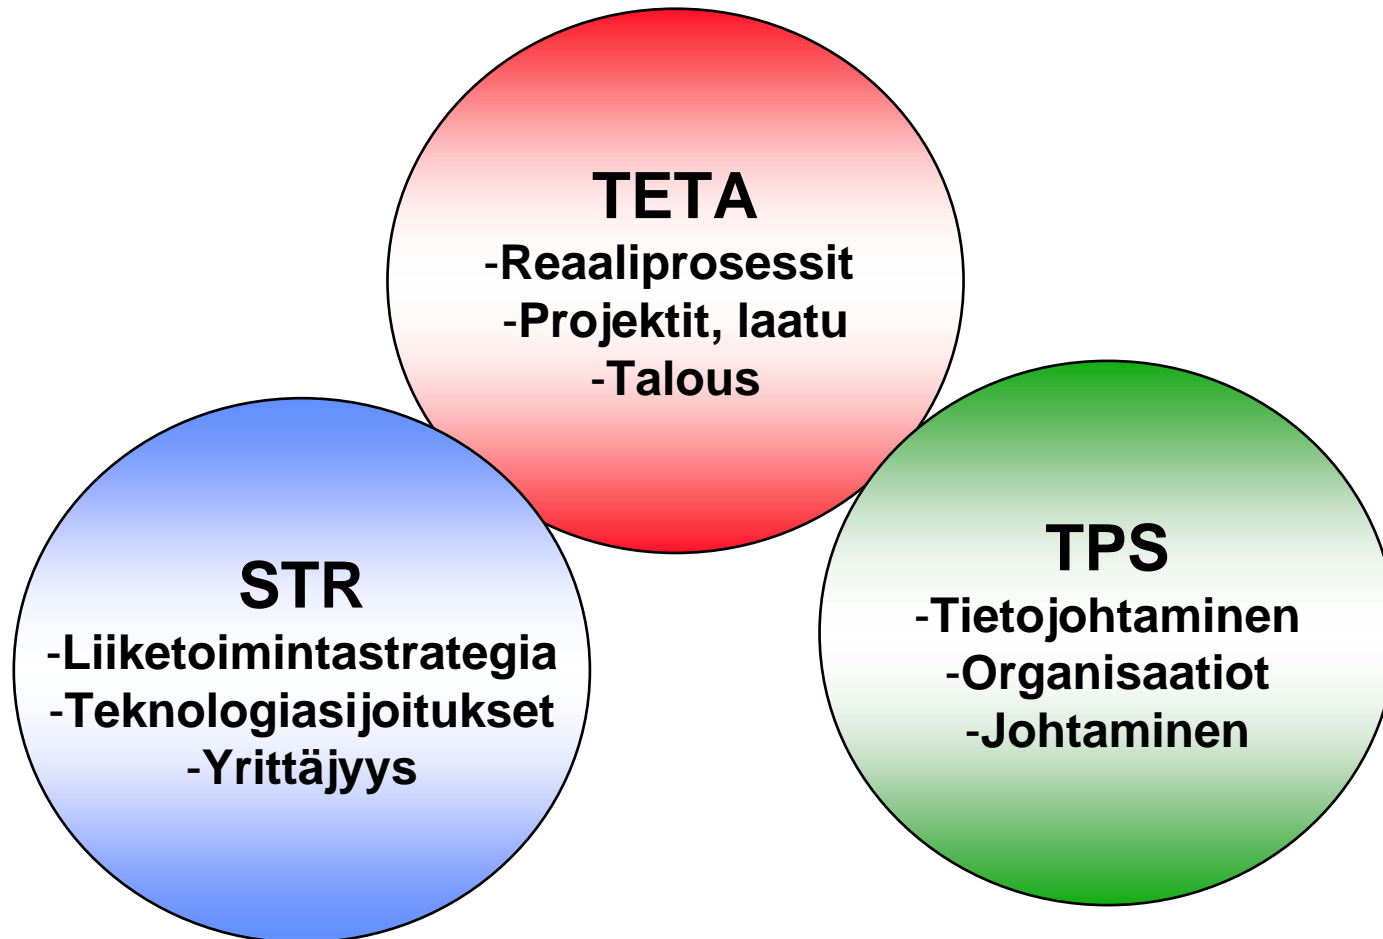 TETA
-Reaaliprosessit
-Projektit, laatu
-Talous
STR
-Liiketoimintastrategia
-Teknologiasijoitukset
-Yrittäjyys
TPS
-Tietojohtaminen
-Organisaatiot
-Johtaminen